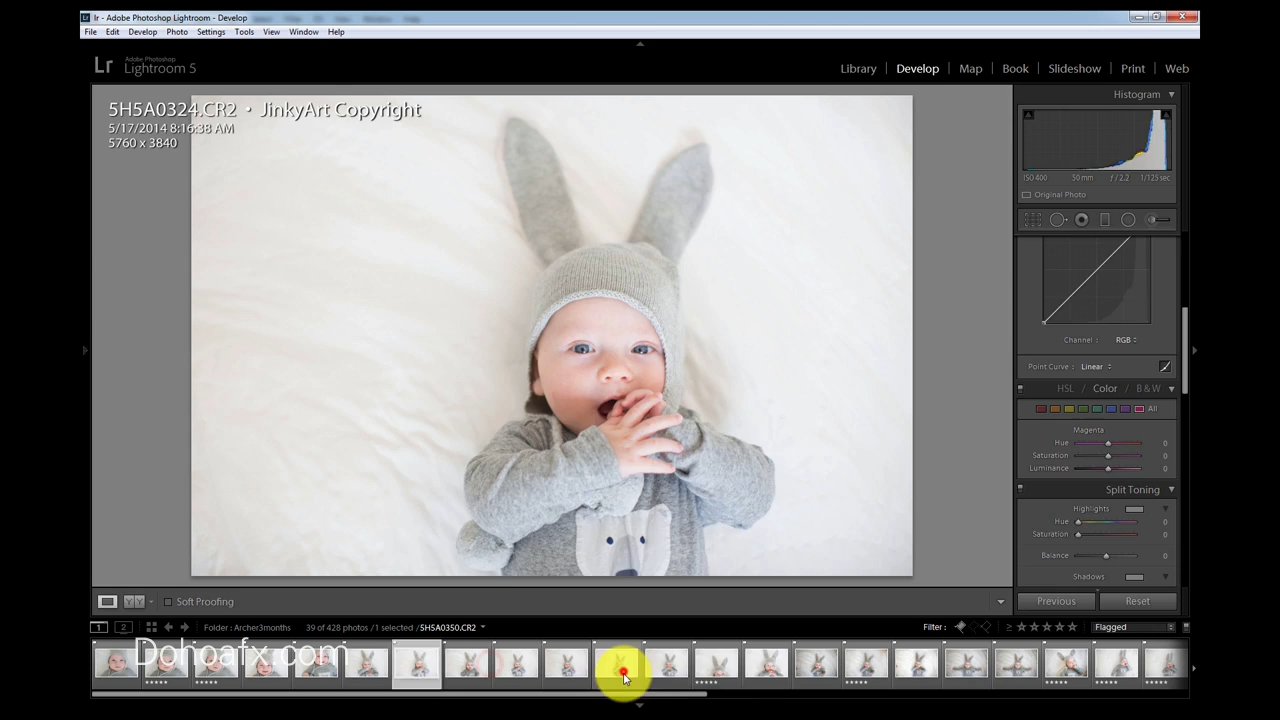 Lr - Adobe Photoshop Lightroom - Develop
File Edit Develop Photo Settings Tools View Window Help
Lr Adobe Photoshop
Lightroom 5
Library | Develop | Map | Book | Slideshow | Print | Web
5H5A0324.CR2 • JinkyArt Copyright
5/17/2014 8:16:38 AM
5760 x 3840
Histogram
ISO 400 50 mm ƒ / 2.2 1/125 sec
Original Photo
Channel : RGB
Point Curve : Linear
HSL / Color / B & W
All
Magenta
Hue 0
Saturation 0
Luminance 0
Split Toning
Highlights
Hue 0
Saturation 0
Balance 0
Shadows
Previous Reset
YY Soft Proofing
1 2 Folder : Archer3months 39 of 428 photos /1 selected /5H5A0350.CR2 Filter : ≥ ★★★★★ Flagged
Dohoafx.com